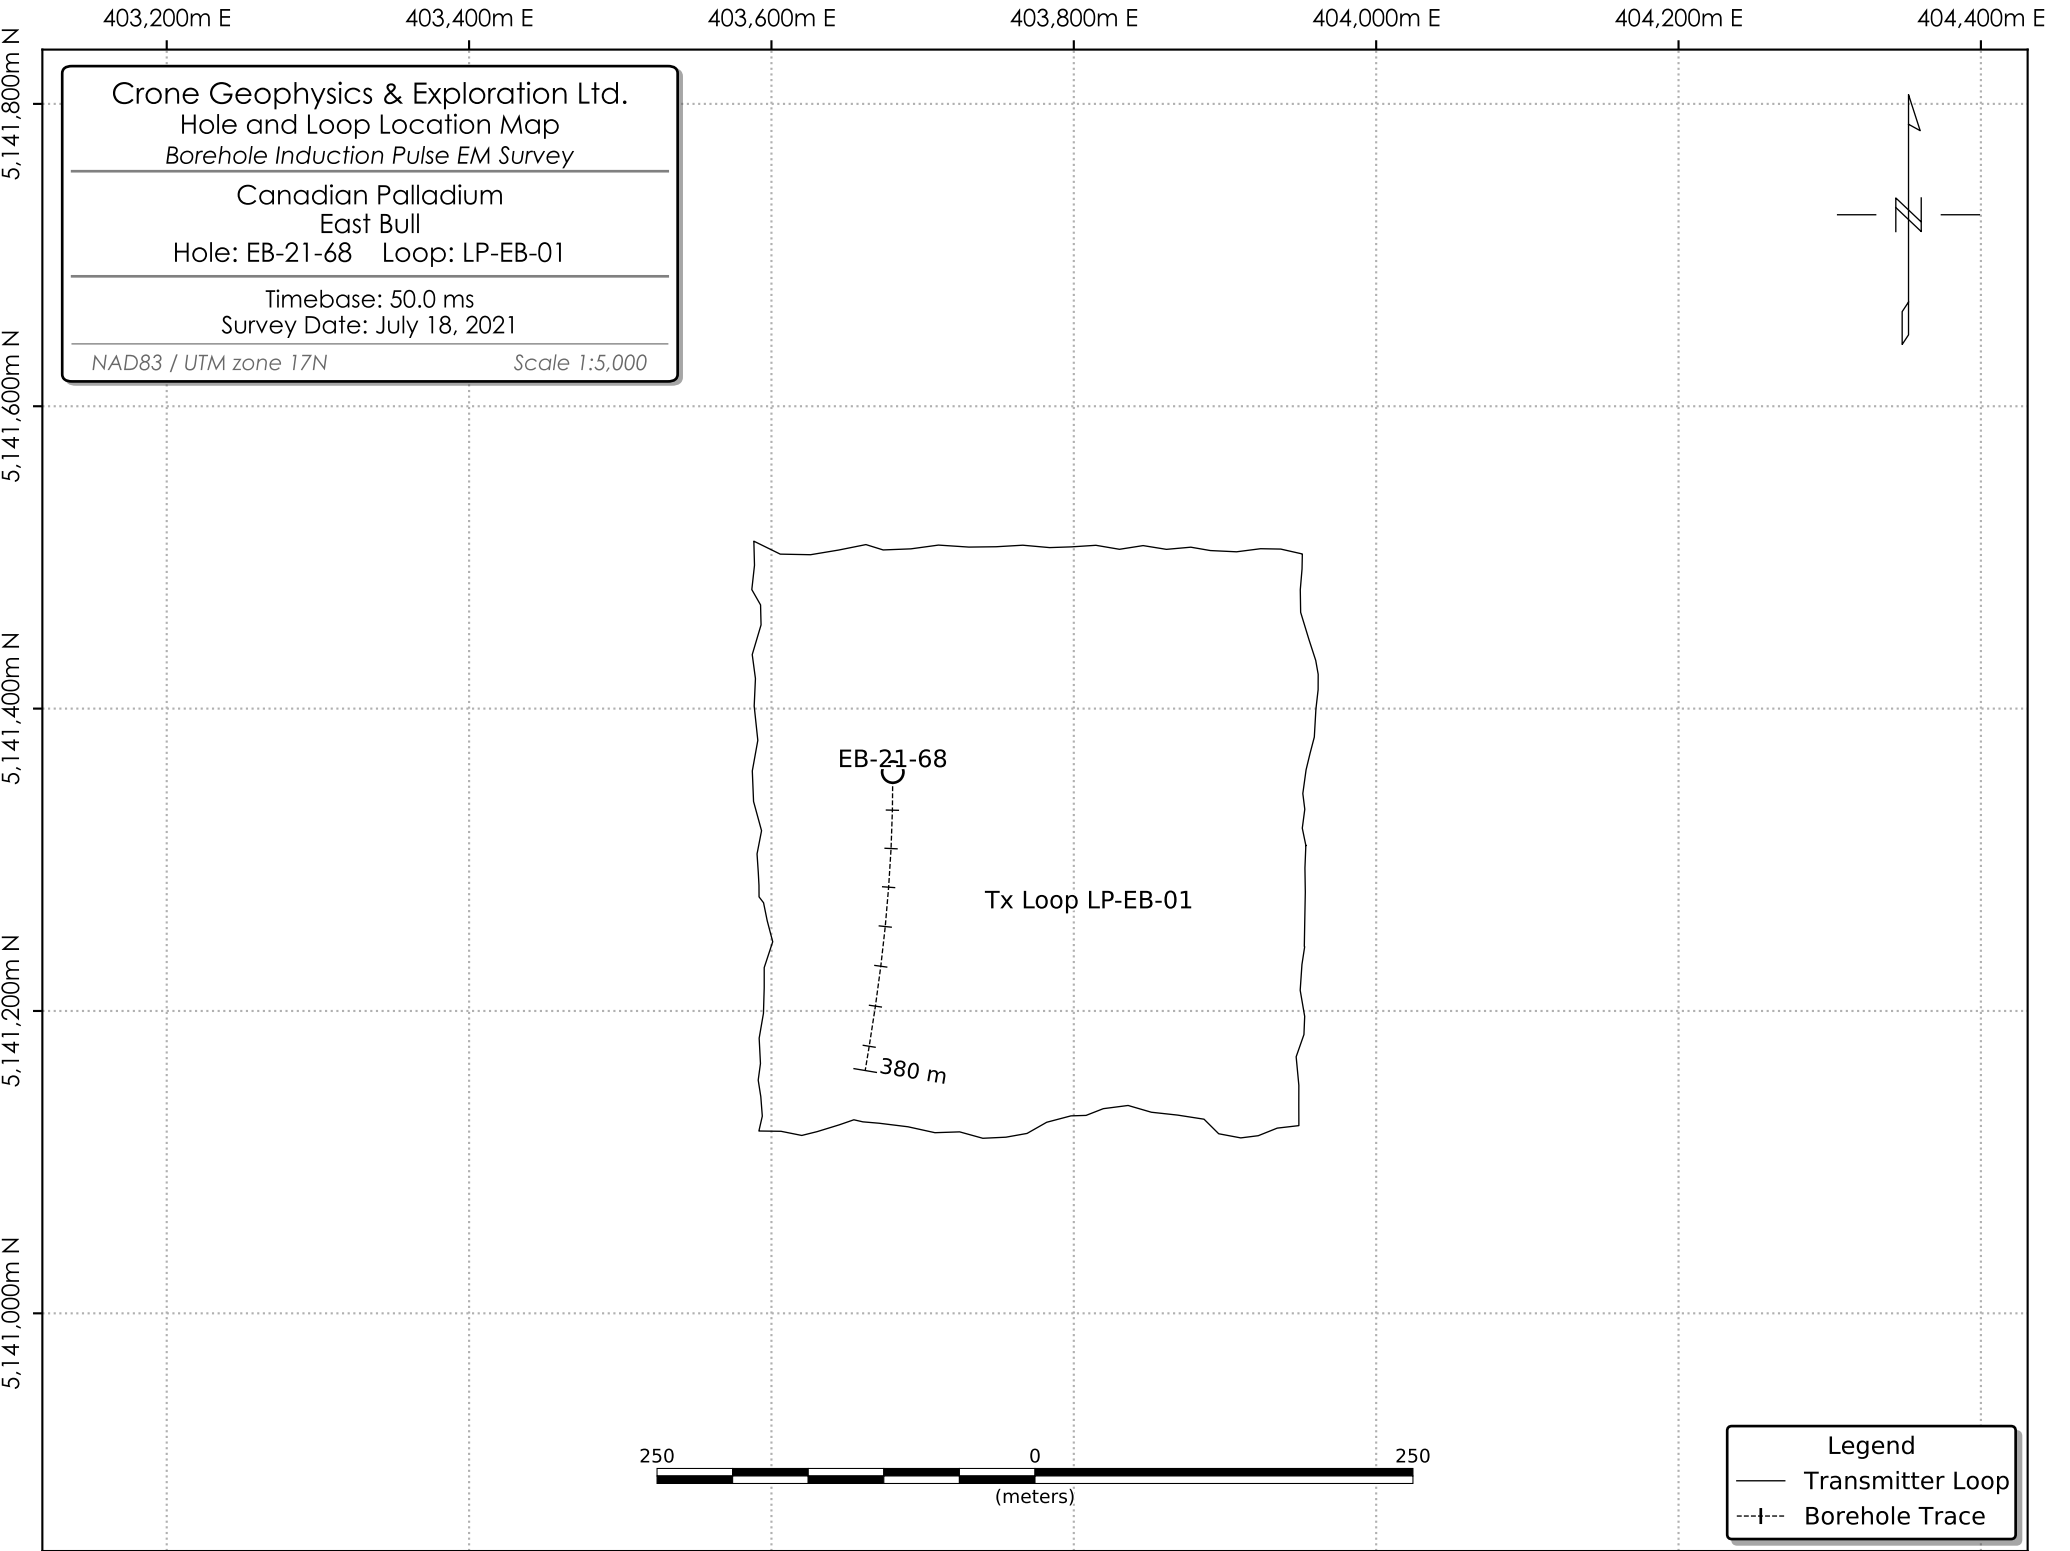 403,200m E 403,400m E 403,600m E 403,800m E 404,000m E 404,200m E 404,400m E
5,141,800m N
5,141,600m N
5,141,400m N
5,141,200m N
5,141,000m N
Crone Geophysics & Exploration Ltd.
Hole and Loop Location Map
Borehole Induction Pulse EM Survey
Canadian Palladium
East Bull
Hole: EB-21-68 Loop: LP-EB-01
Timebase: 50.0 ms
Survey Date: July 18, 2021
NAD83 / UTM zone 17N Scale 1:5,000
N
EB-21-68
Tx Loop LP-EB-01
380 m
250 0 250
(meters)
Legend
Transmitter Loop
Borehole Trace